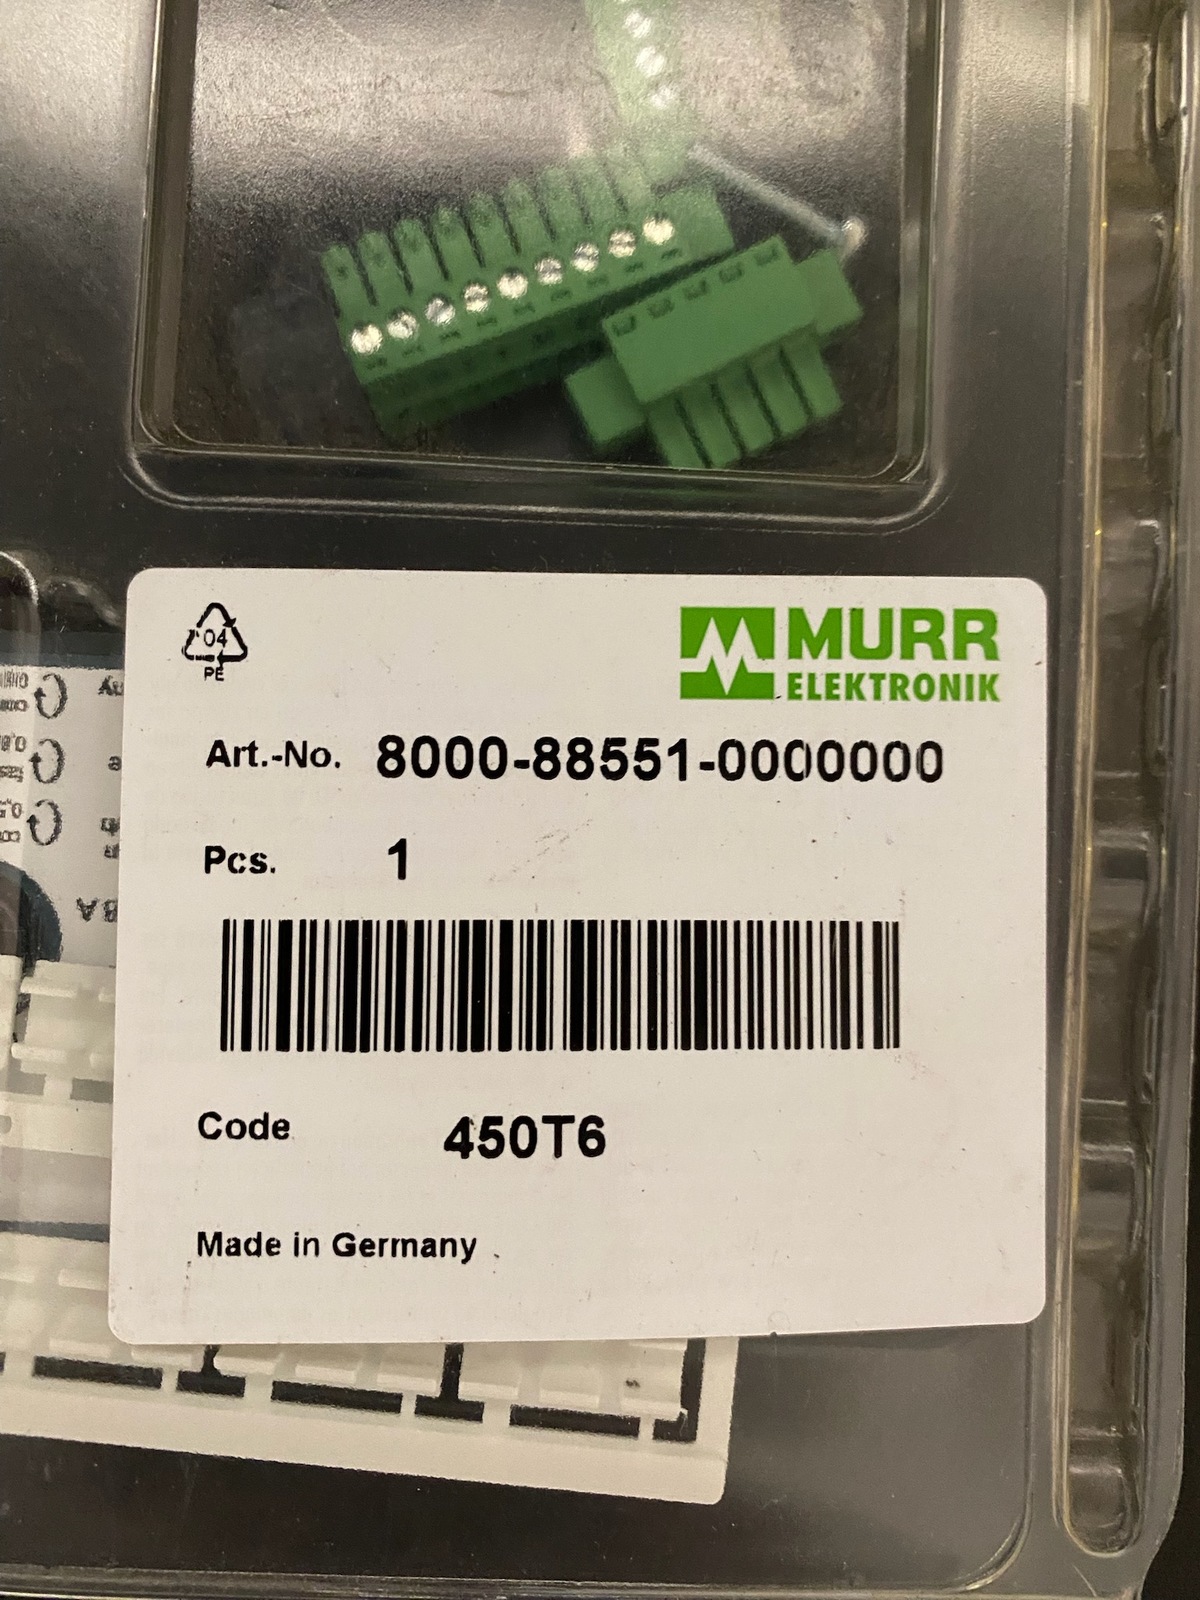 04
PE
MURR
ELEKTRONIK
Art.-No. 8000-88551-0000000
Pcs. 1
Code 450T6
Made in Germany